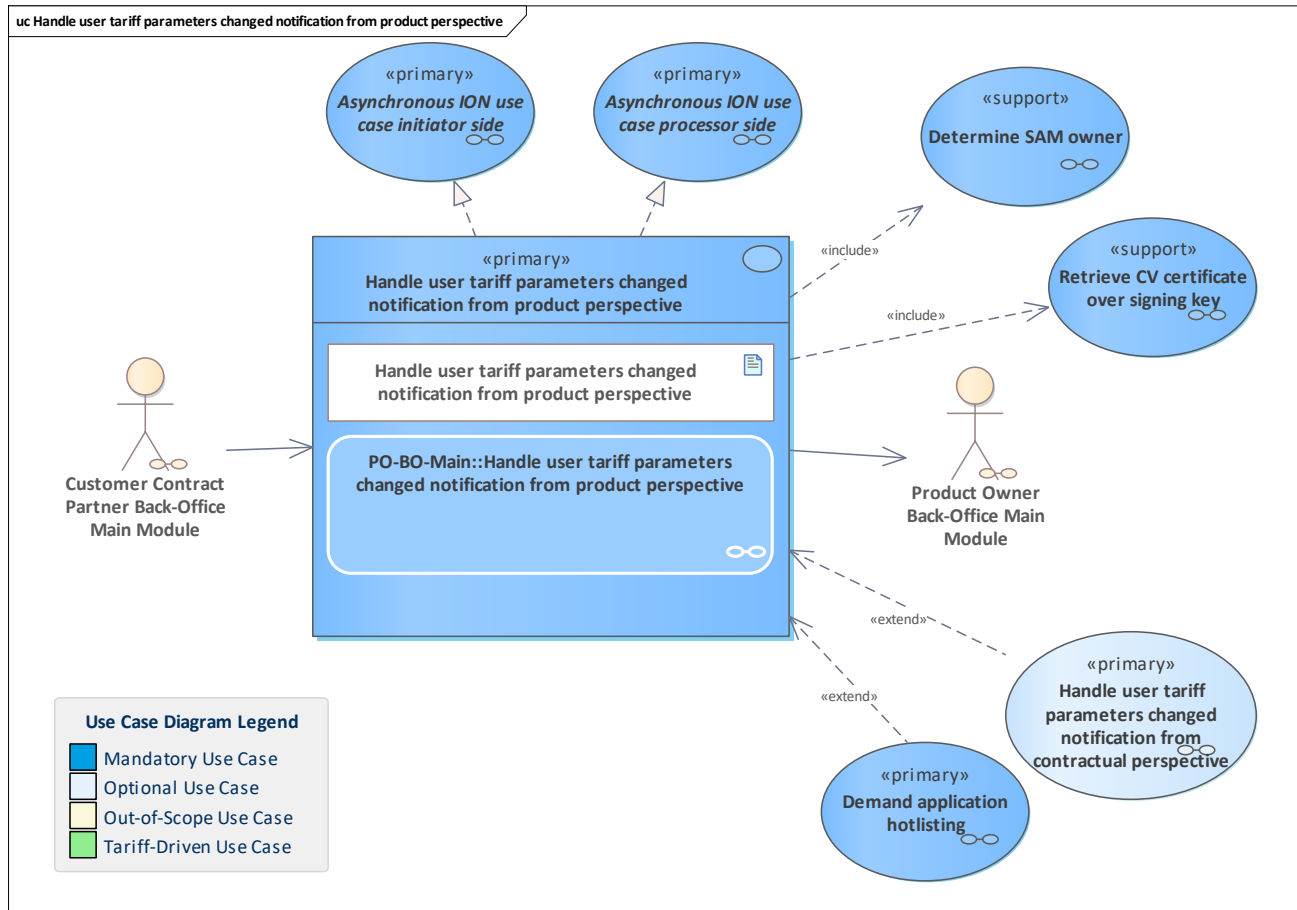 uc Handle user tariff parameters changed notification from product perspective
«primary»
Asynchronous ION use
case initiator side
«primary»
Asynchronous ION use
case processor side
«support»
Determine SAM owner
«include»
«support»
Retrieve CV certificate
over signing key
«include»
«primary»
Handle user tariff parameters changed
notification from product perspective
Handle user tariff parameters changed
notification from product perspective
PO-BO-Main::Handle user tariff parameters
changed notification from product perspective
Customer Contract
Partner Back-Office
Main Module
Product Owner
Back-Office Main
Module
«extend»
«extend»
«primary»
Handle user tariff
parameters changed
notification from
contractual perspective
«primary»
Demand application
hotlisting
Use Case Diagram Legend
Mandatory Use Case
Optional Use Case
Out-of-Scope Use Case
Tariff-Driven Use Case